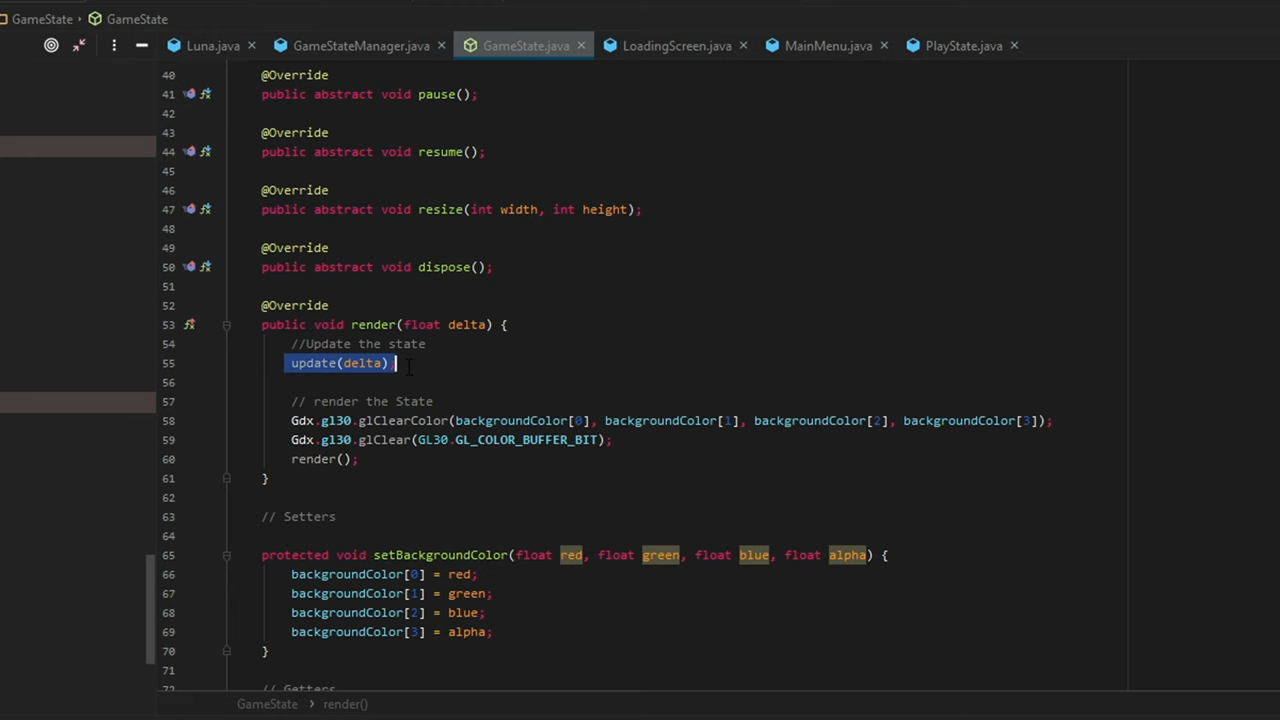 GameState › GameState
Luna.java × GameStateManager.java × GameState.java × LoadingScreen.java × MainMenu.java × PlayState.java ×
40 @Override
41 public abstract void pause();
42
43 @Override
44 public abstract void resume();
45
46 @Override
47 public abstract void resize(int width, int height);
48
49 @Override
50 public abstract void dispose();
51
52 @Override
53 public void render(float delta) {
54 //Update the state
55 update(delta);
56
57 // render the State
58 Gdx.gl30.glClearColor(backgroundColor[0], backgroundColor[1], backgroundColor[2], backgroundColor[3]);
59 Gdx.gl30.glClear(GL30.GL_COLOR_BUFFER_BIT);
60 render();
61 }
62
63 // Setters
64
65 protected void setBackgroundColor(float red, float green, float blue, float alpha) {
66 backgroundColor[0] = red;
67 backgroundColor[1] = green;
68 backgroundColor[2] = blue;
69 backgroundColor[3] = alpha;
70 }
71
72 // Getters
GameState › render()